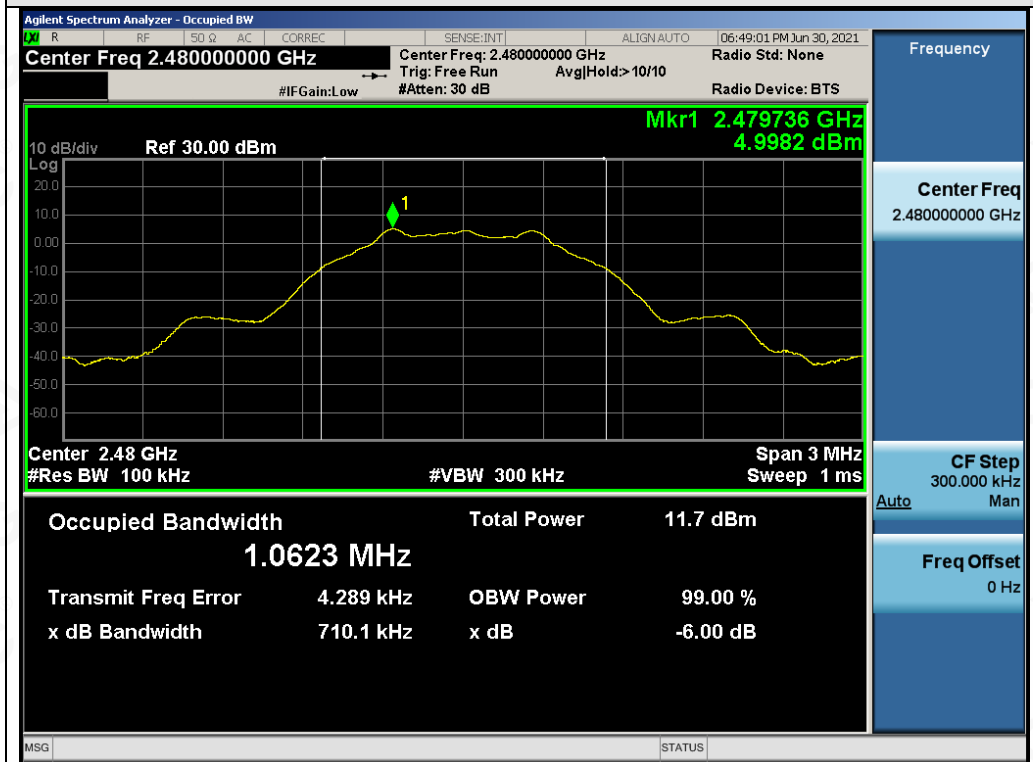 Agilent Spectrum Analyzer - Occupied BW
LXI R RF 50 Ω AC CORREC SENSE:INT ALIGN AUTO 06:49:01 PM Jun 30, 2021
Center Freq 2.480000000 GHz Center Freq: 2.480000000 GHz Radio Std: None Frequency
Trig: Free Run Avg|Hold:> 10/10
#IFGain:Low #Atten: 30 dB Radio Device: BTS
Mkr1 2.479736 GHz
10 dB/div Ref 30.00 dBm 4.9982 dBm
Log
20.0
10.0
0.00
-10.0
-20.0
-30.0
-40.0
-50.0
-60.0
1
Center 2.48 GHz Span 3 MHz
#Res BW 100 kHz #VBW 300 kHz Sweep 1 ms
Occupied Bandwidth Total Power 11.7 dBm
1.0623 MHz
Transmit Freq Error 4.289 kHz OBW Power 99.00 %
x dB Bandwidth 710.1 kHz x dB -6.00 dB
Center Freq
2.480000000 GHz
CF Step
300.000 kHz
Auto Man
Freq Offset
0 Hz
MSG STATUS